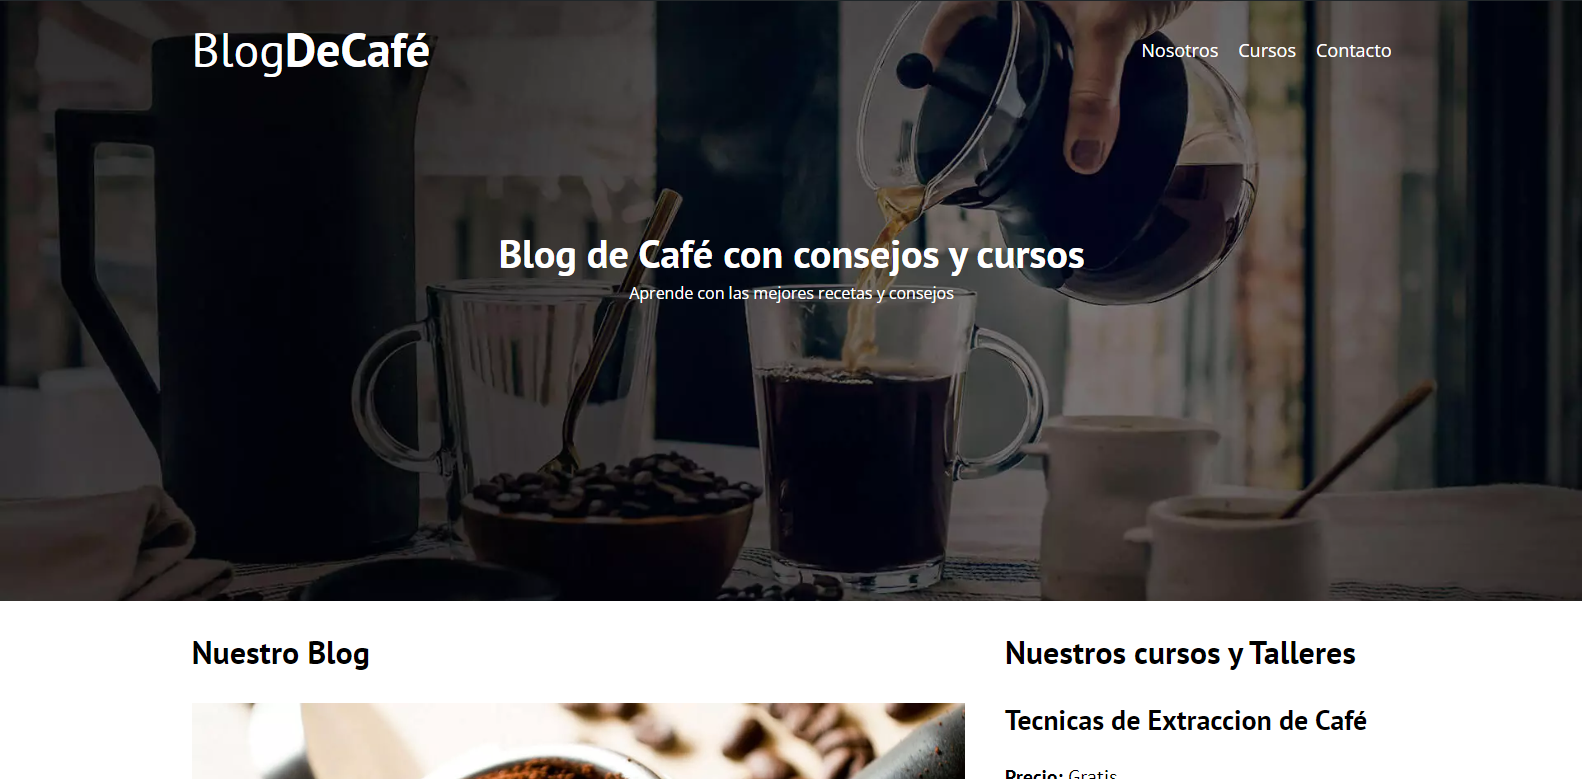 BlogDeCafé
Nosotros Cursos Contacto
Blog de Café con consejos y cursos
Aprende con las mejores recetas y consejos
Nuestro Blog
Nuestros cursos y Talleres
Tecnicas de Extraccion de Café
Precio: Gratis